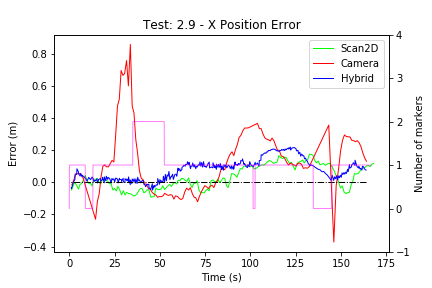 Test: 2.9 - X Position Error
Scan2D
Camera
Hybrid
Error (m)
0.8
0.6
0.4
0.2
0.0
−0.2
−0.4
4
3
2
1
0
−1
Number of markers
0 25 50 75 100 125 150 175
Time (s)